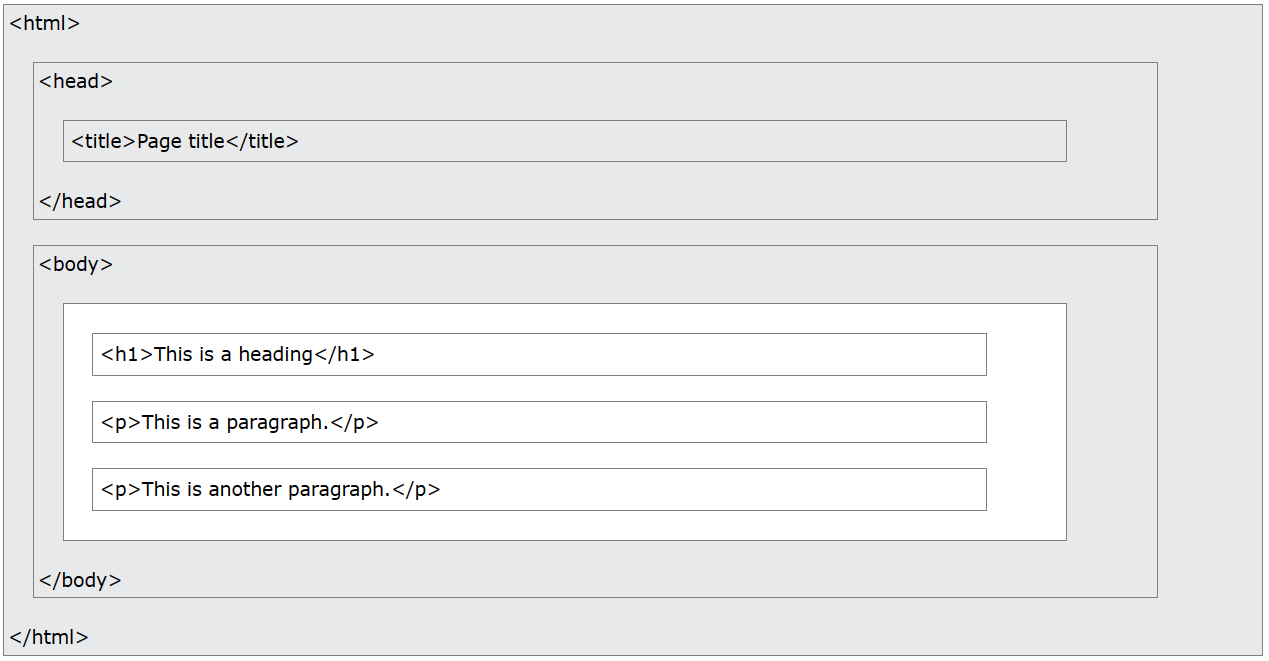 <html>
<head>
<title>Page title</title>
</head>
<body>
<h1>This is a heading</h1>
<p>This is a paragraph.</p>
<p>This is another paragraph.</p>
</body>
</html>